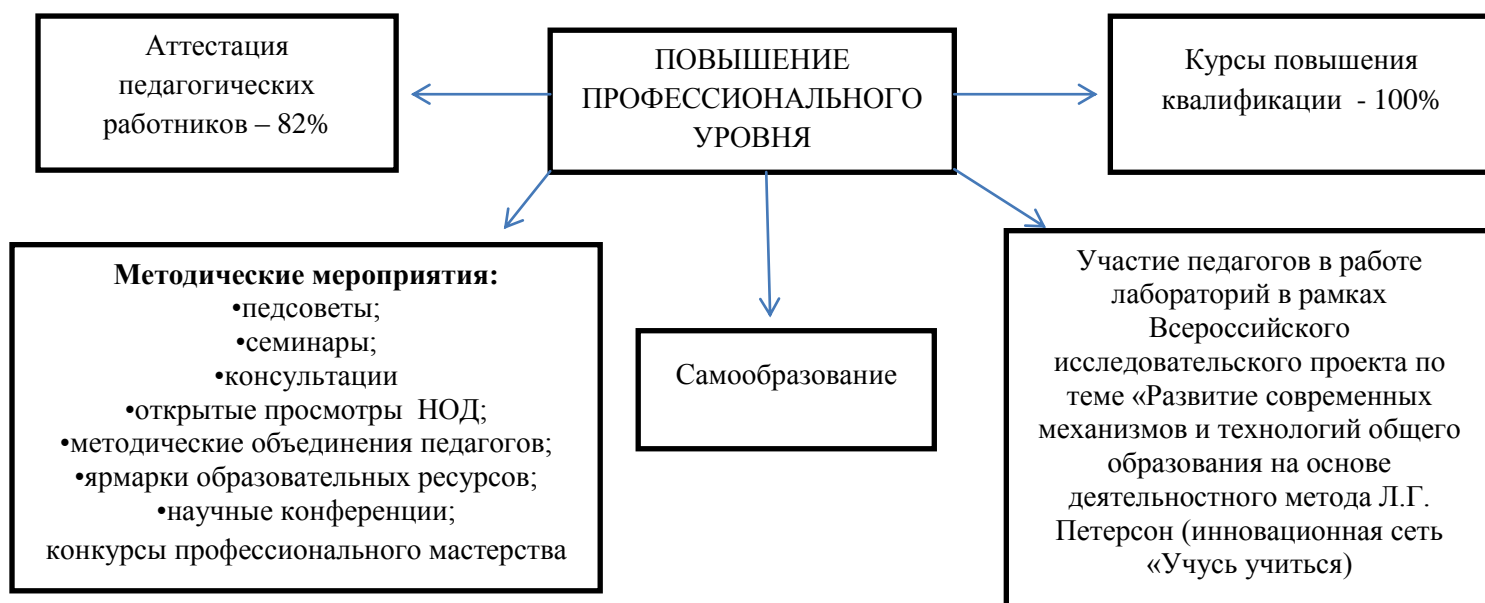 Аттестация
педагогических
работников – 82%
ПОВЫШЕНИЕ
ПРОФЕССИОНАЛЬНОГО
УРОВНЯ
Курсы повышения
квалификации - 100%
Методические мероприятия:
•педсоветы;
•семинары;
•консультации
•открытые просмотры НОД;
•методические объединения педагогов;
•ярмарки образовательных ресурсов;
•научные конференции;
конкурсы профессионального мастерства
Самообразование
Участие педагогов в работе
лабораторий в рамках
Всероссийского
исследовательского проекта по
теме «Развитие современных
механизмов и технологий общего
образования на основе
деятельностного метода Л.Г.
Петерсон (инновационная сеть
«Учусь учиться)